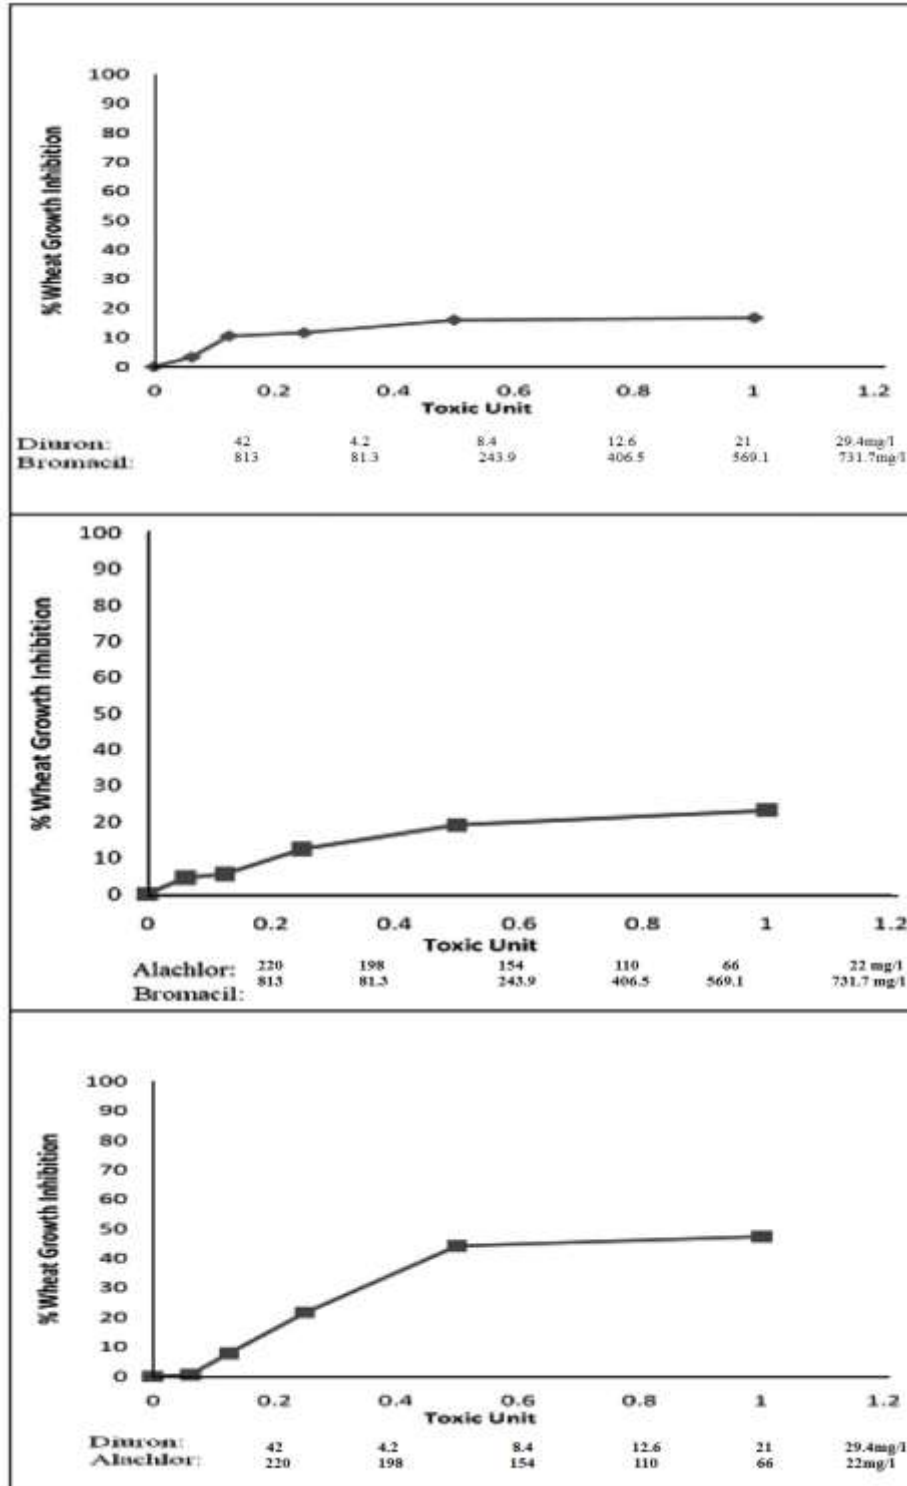 100
90
80
70
60
50
40
30
20
10
0
% Wheat Growth Inhibition
0 0.2 0.4 0.6 0.8 1 1.2
Toxic Unit
Diuron: 42 4.2 8.4 12.6 21 29.4mg/l
Bromacil: 813 81.3 243.9 406.5 569.1 731.7mg/l
100
90
80
70
60
50
40
30
20
10
0
% Wheat Growth Inhibition
0 0.2 0.4 0.6 0.8 1 1.2
Toxic Unit
Alachlor: 220 198 154 110 66 22 mg/l
Bromacil: 813 81.3 243.9 406.5 569.1 731.7 mg/l
100
90
80
70
60
50
40
30
20
10
0
% Wheat Growth Inhibition
0 0.2 0.4 0.6 0.8 1 1.2
Toxic Unit
Diuron: 42 4.2 8.4 12.6 21 29.4mg/l
Alachlor: 220 198 154 110 66 22mg/l